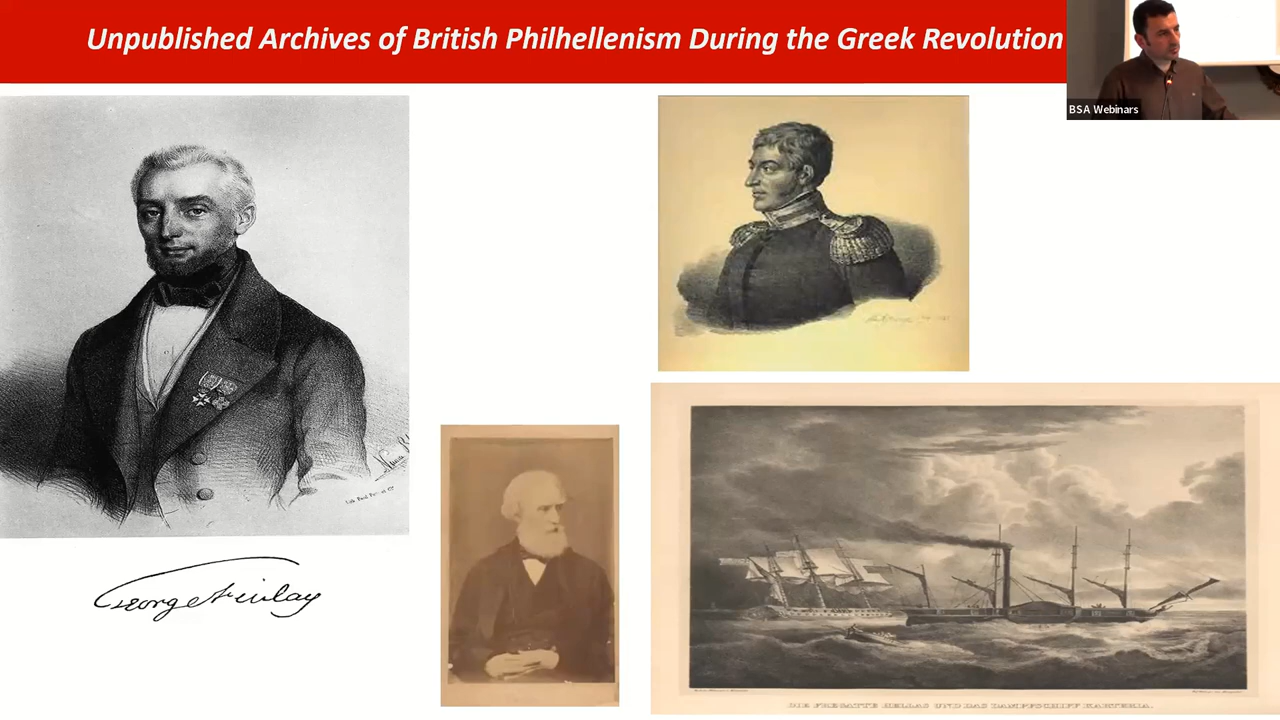 Unpublished Archives of British Philhellenism During the Greek Revolution
BSA Webinars
George Finlay
DIE FREGATTE HELLAS UND DAS DAMPFSCHIFF KARTERIA.